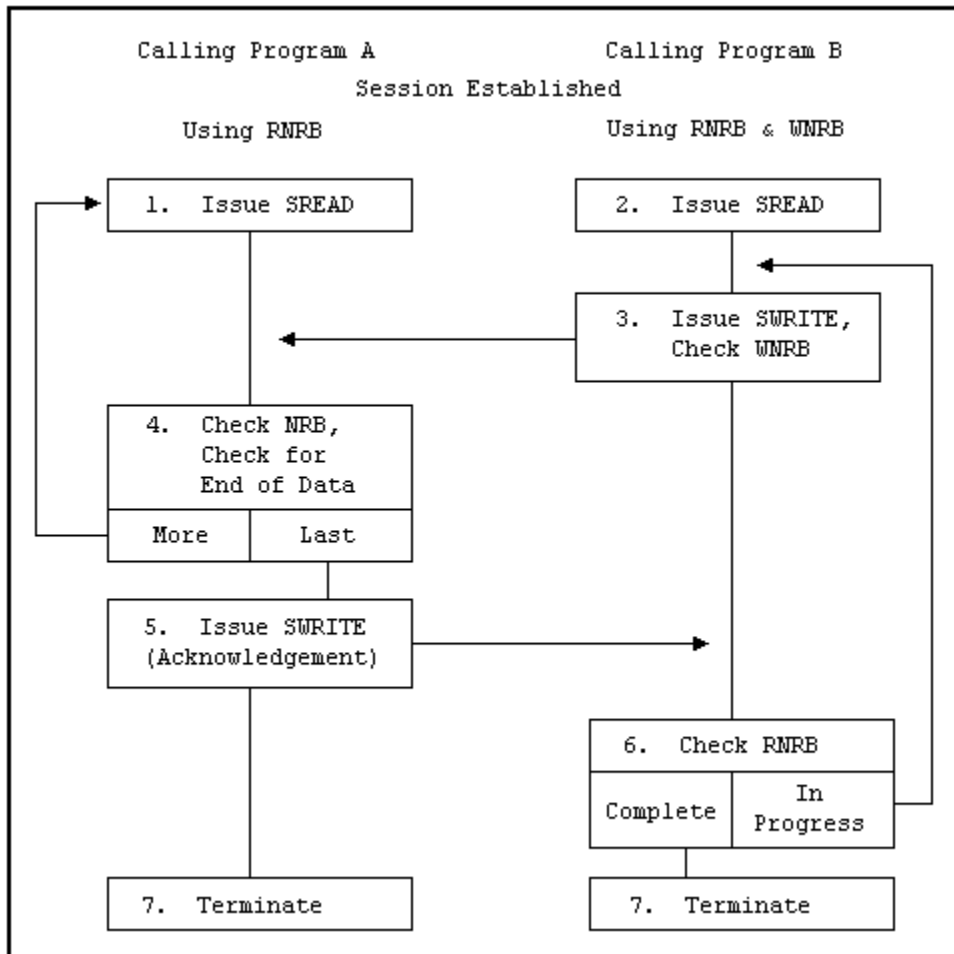 Calling Program A
Calling Program B
Session Established
Using RNRB
Using RNRB & WNRB
1. Issue SREAD
2. Issue SREAD
3. Issue SWRITE,
Check WNRB
4. Check NRB,
Check for
End of Data
More
Last
5. Issue SWRITE
(Acknowledgement)
6. Check RNRB
Complete
In
Progress
7. Terminate
7. Terminate